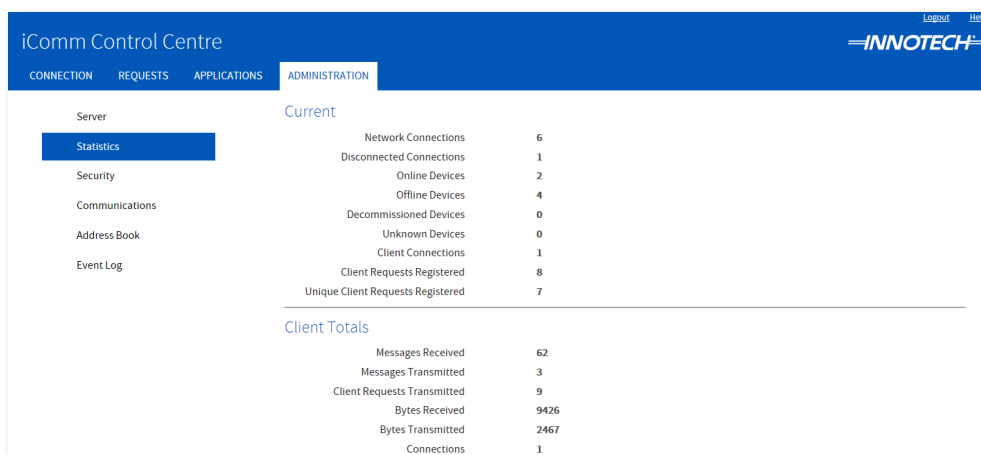 Logout
iComm Control Centre
INNOTECH
CONNECTION REQUESTS APPLICATIONS ADMINISTRATION
Server
Statistics
Security
Communications
Address Book
Event Log
Current
Network Connections 6
Disconnected Connections 1
Online Devices 2
Offline Devices 4
Decommissioned Devices 0
Unknown Devices 0
Client Connections 1
Client Requests Registered 8
Unique Client Requests Registered 7
Client Totals
Messages Received 62
Messages Transmitted 3
Client Requests Transmitted 9
Bytes Received 9426
Bytes Transmitted 2467
Connections 1